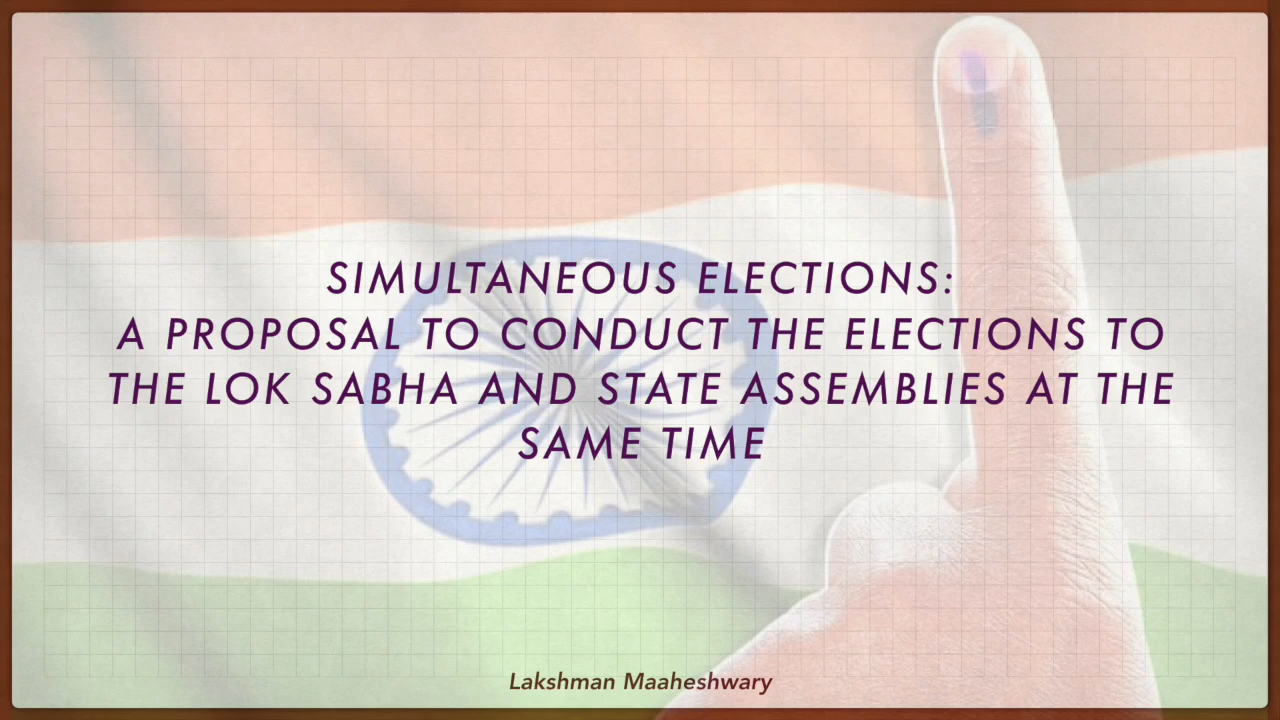 SIMULTANEOUS ELECTIONS:
A PROPOSAL TO CONDUCT THE ELECTIONS TO
THE LOK SABHA AND STATE ASSEMBLIES AT THE
SAME TIME
Lakshman Maaheshwary